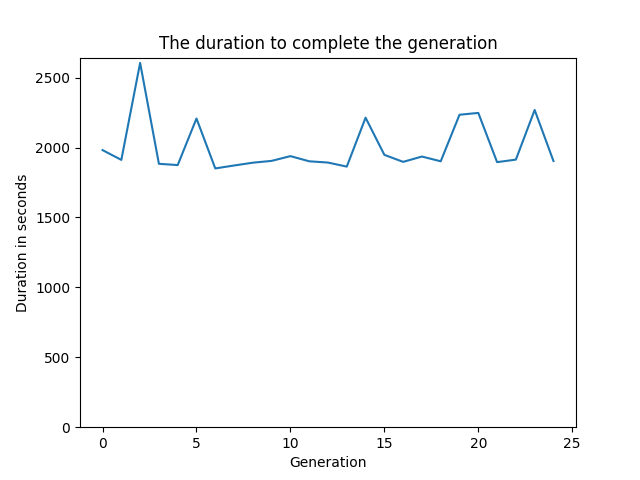 The duration to complete the generation
2500
2000
1500
1000
500
0
Duration in seconds
0 5 10 15 20 25
Generation